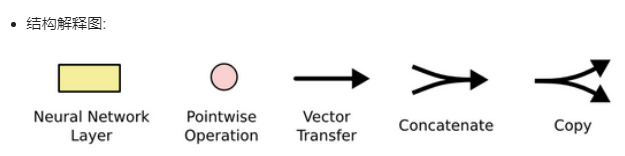 结构解释图:
Neural Network Layer
Pointwise Operation
Vector Transfer
Concatenate
Copy